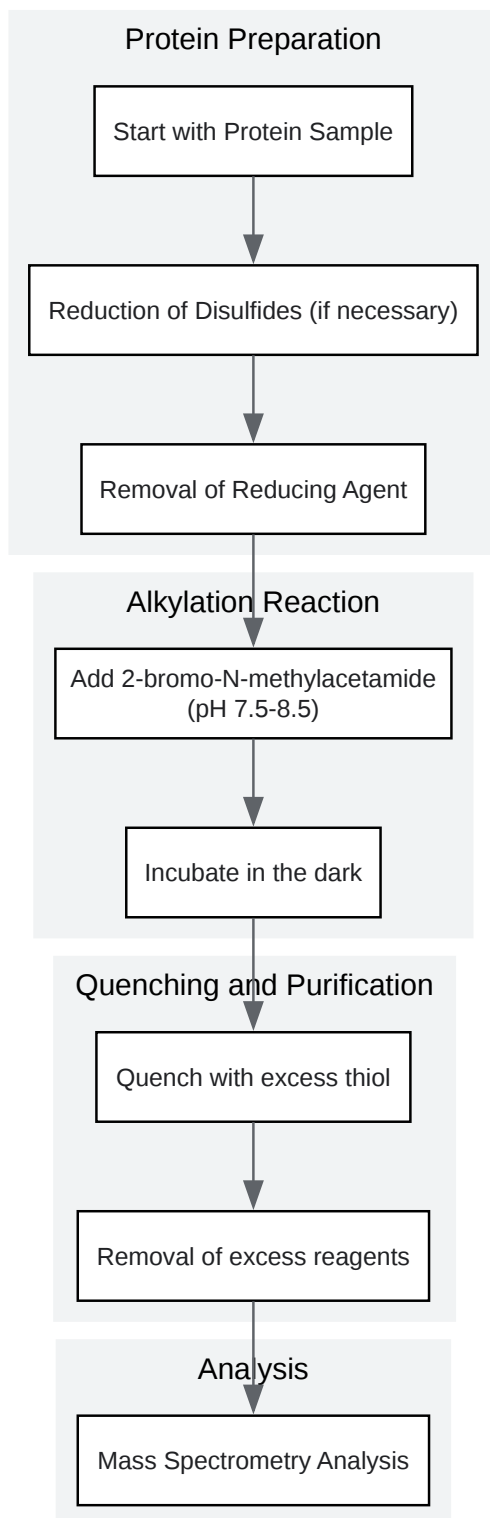 Protein Preparation
Start with Protein Sample
Reduction of Disulfides (if necessary)
Removal of Reducing Agent
Alkylation Reaction
Add 2-bromo-N-methylacetamide
(pH 7.5-8.5)
Incubate in the dark
Quenching and Purification
Quench with excess thiol
Removal of excess reagents
Analysis
Mass Spectrometry Analysis